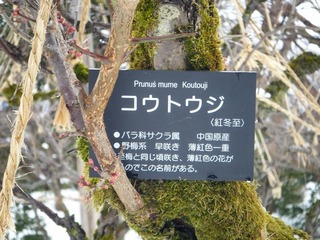 Prunus mume  Koutouji
コウトウジ
〈紅冬至〉
●バラ科サクラ属　中国原産
●野梅系　早咲き　薄紅色一重
至梅と同じ頃咲き、薄紅色の花が
のでこの名前がある。